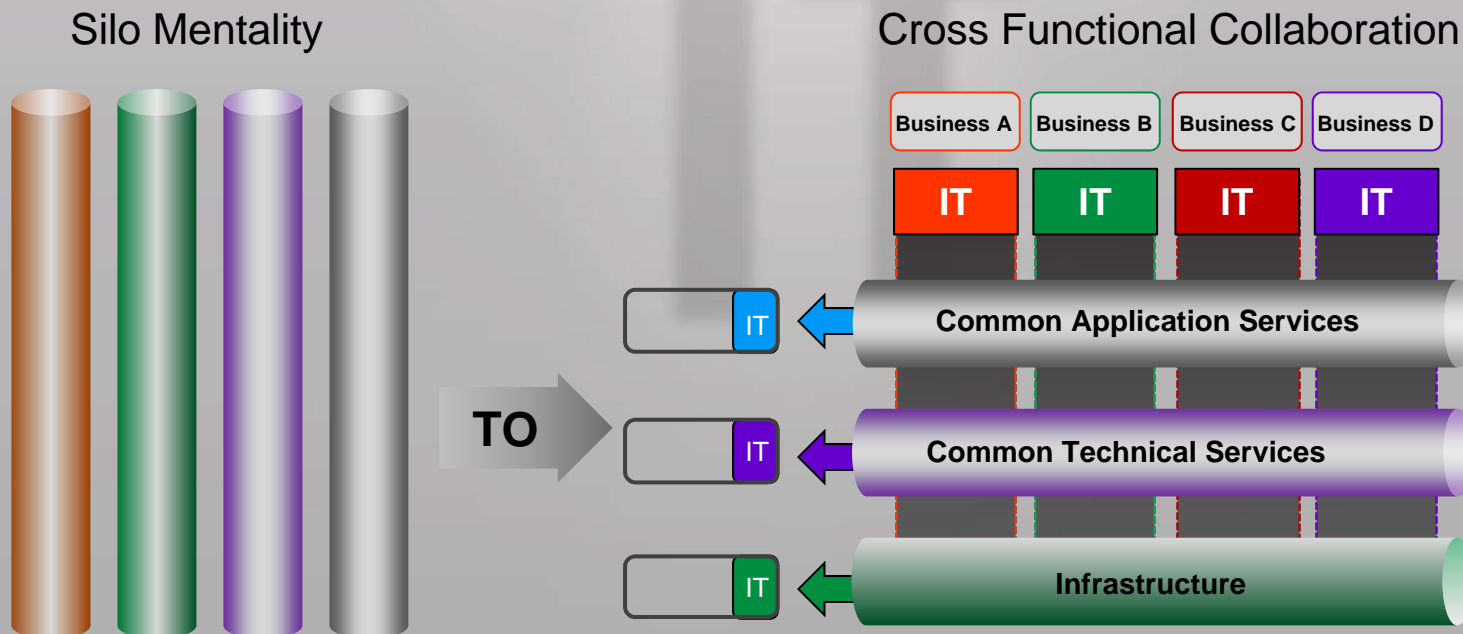 Silo Mentality
Cross Functional Collaboration
Business A
Business B
Business C
Business D
IT
IT
IT
IT
IT
Common Application Services
TO
IT
Common Technical Services
IT
Infrastructure